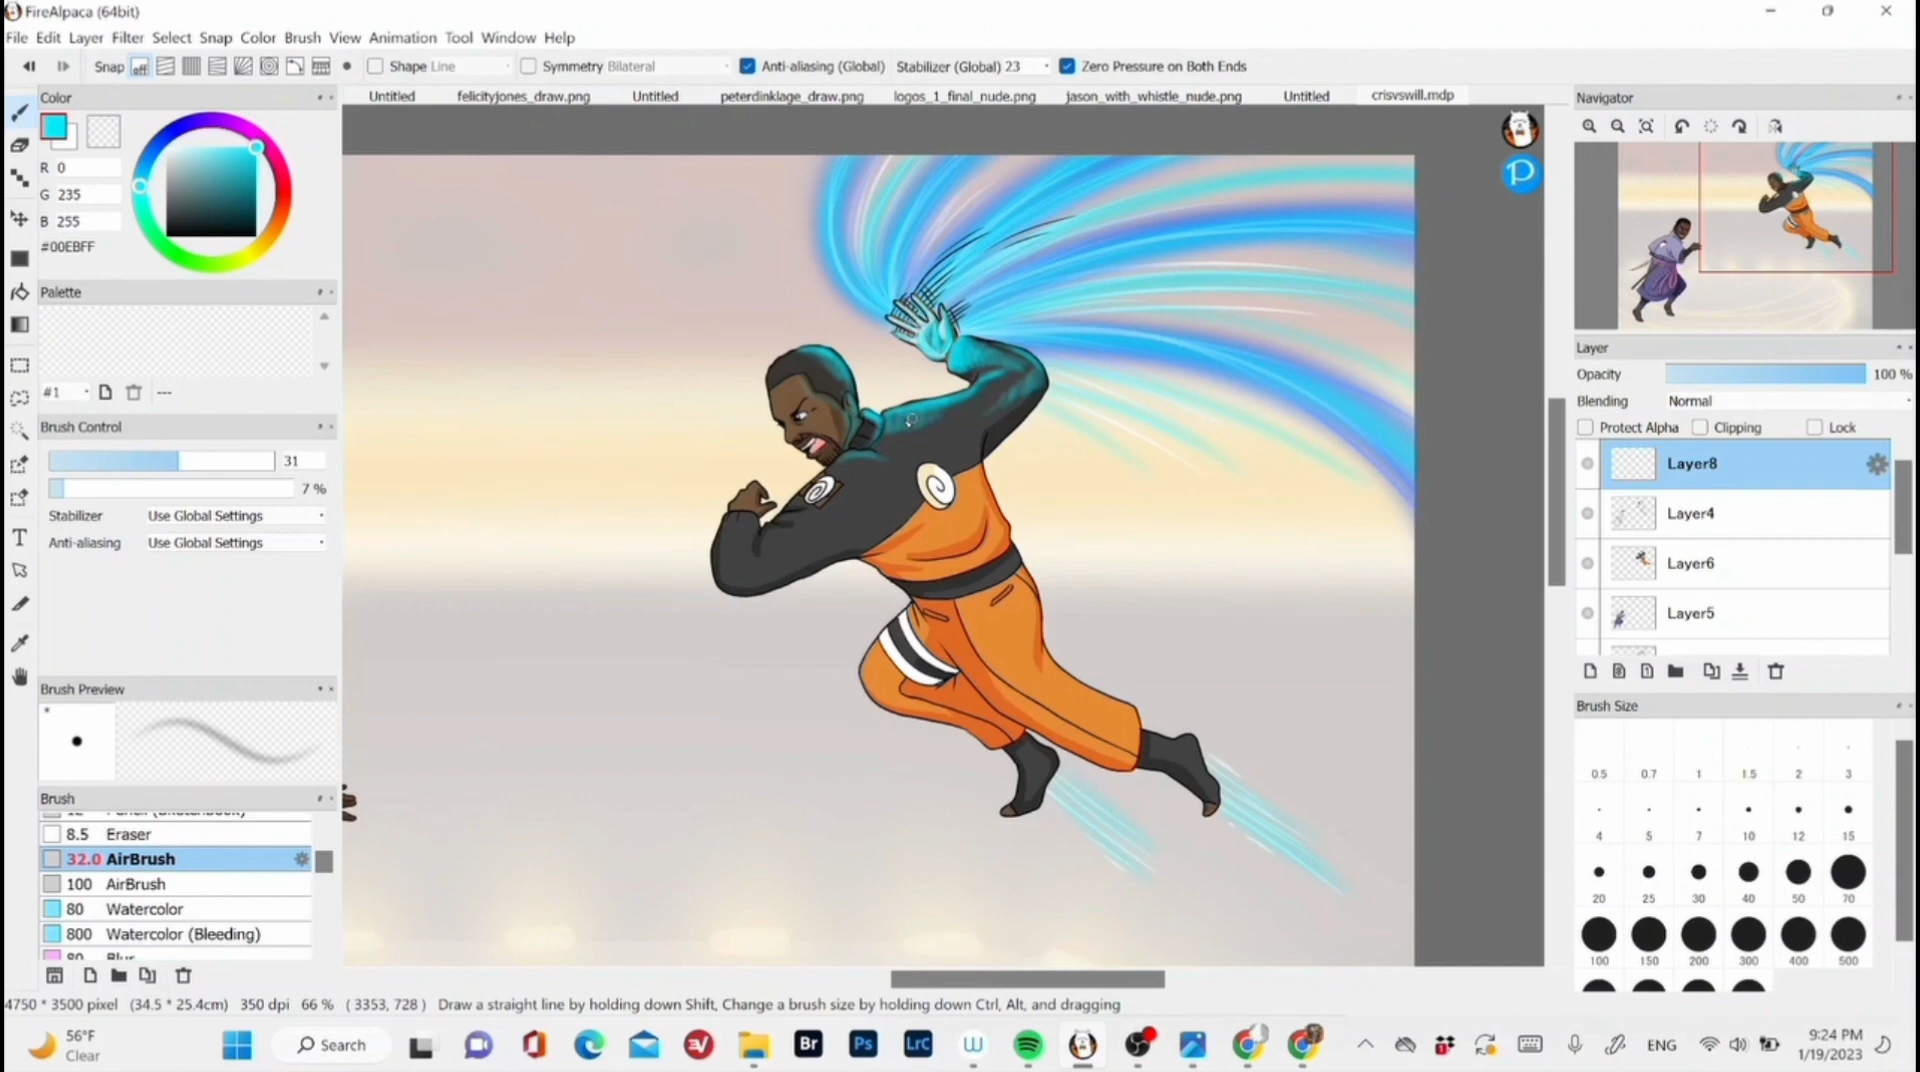 FireAlpaca (64bit)
File Edit Layer Filter Select Snap Color Brush View Animation Tool Window Help
Snap off Shape Line Symmetry Bilateral Anti-aliasing (Global) Stabilizer (Global) 23 Zero Pressure on Both Ends
Color
Untitled felicityjones_draw.png Untitled peterdinklage_draw.png logos_1_final_nude.png jason_with_whistle_nude.png Untitled crisvswill.mdp
Navigator
R 0
G 235
B 255
#00EBFF
Palette
#1 ---
Brush Control
31
7 %
Stabilizer Use Global Settings
Anti-aliasing Use Global Settings
Brush Preview
*
Brush
8.5 Eraser
32.0 AirBrush
100 AirBrush
80 Watercolor
800 Watercolor (Bleeding)
80 Blur
P
Layer
Opacity 100 %
Blending Normal
Protect Alpha Clipping Lock
Layer8
Layer4
Layer6
Layer5
Brush Size
0.5 0.7 1 1.5 2 3
4 5 7 10 12 15
20 25 30 40 50 70
100 150 200 300 400 500
4750 * 3500 pixel (34.5 * 25.4cm) 350 dpi 66 % ( 3353, 728 ) Draw a straight line by holding down Shift, Change a brush size by holding down Ctrl, Alt, and dragging
56°F
Clear
Search
Br
Ps
LrC
W
ENG
9:24 PM
1/19/2023